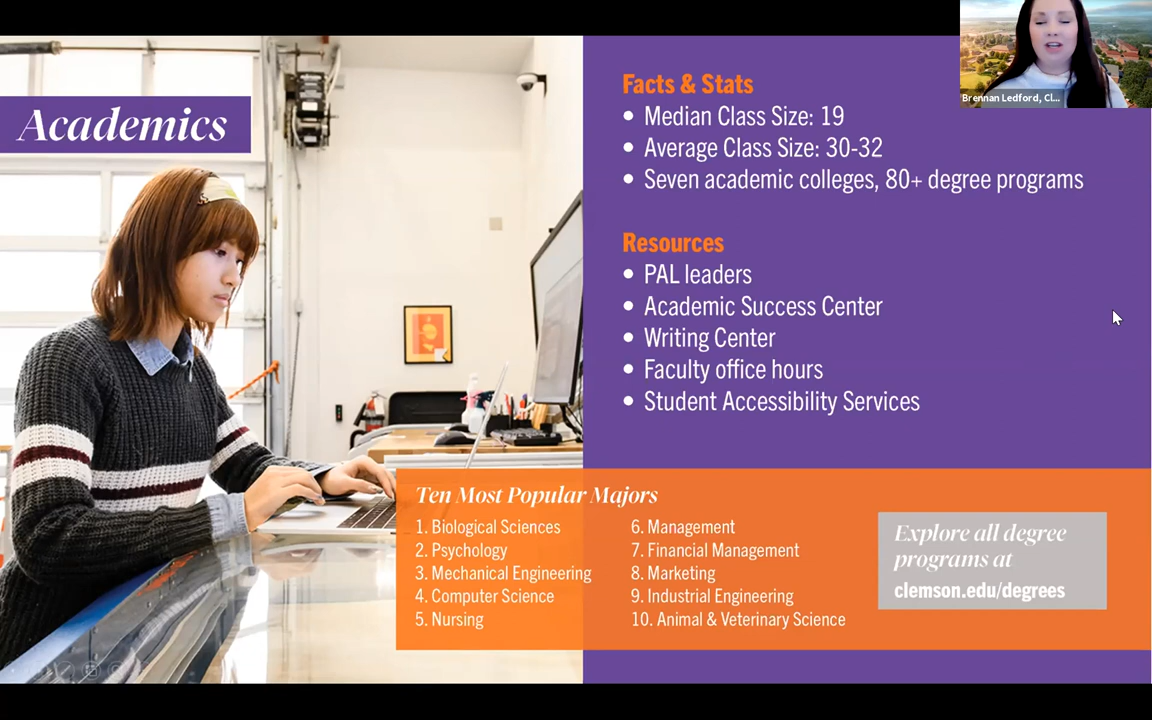 Brennan Ledford, Cl...
Academics
Facts & Stats
• Median Class Size: 19
• Average Class Size: 30-32
• Seven academic colleges, 80+ degree programs
Resources
• PAL leaders
• Academic Success Center
• Writing Center
• Faculty office hours
• Student Accessibility Services
Ten Most Popular Majors
1. Biological Sciences
2. Psychology
3. Mechanical Engineering
4. Computer Science
5. Nursing
6. Management
7. Financial Management
8. Marketing
9. Industrial Engineering
10. Animal & Veterinary Science
Explore all degree
programs at
clemson.edu/degrees